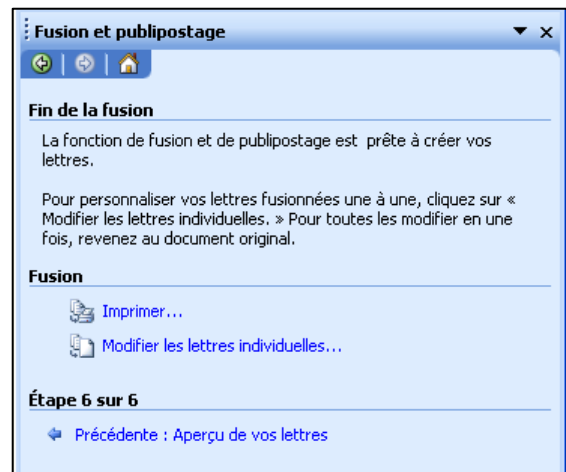 Fusion et publipostage
Fin de la fusion
La fonction de fusion et de publipostage est prête à créer vos
lettres.
Pour personnaliser vos lettres fusionnées une à une, cliquez sur «
Modifier les lettres individuelles. » Pour toutes les modifier en une
fois, revenez au document original.
Fusion
Imprimer...
Modifier les lettres individuelles...
Étape 6 sur 6
Précédente : Aperçu de vos lettres